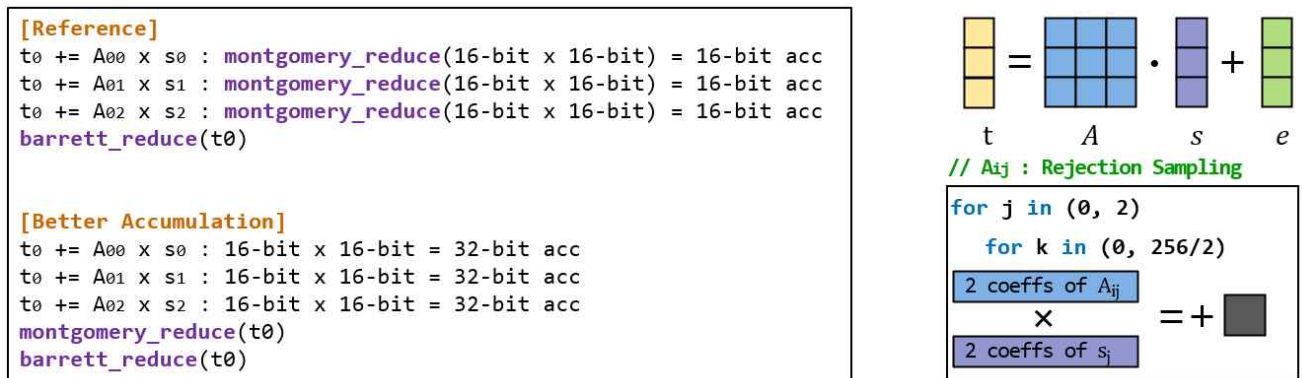 [Reference]
t0 += A00 x s0 : montgomery_reduce(16-bit x 16-bit) = 16-bit acc
t0 += A01 x s1 : montgomery_reduce(16-bit x 16-bit) = 16-bit acc
t0 += A02 x s2 : montgomery_reduce(16-bit x 16-bit) = 16-bit acc
barrett_reduce(t0)
[Better Accumulation]
t0 += A00 x s0 : 16-bit x 16-bit = 32-bit acc
t0 += A01 x s1 : 16-bit x 16-bit = 32-bit acc
t0 += A02 x s2 : 16-bit x 16-bit = 32-bit acc
montgomery_reduce(t0)
barrett_reduce(t0)
= · +
t A s e
// Aij : Rejection Sampling
for j in (0, 2)
for k in (0, 256/2)
2 coeffs of Aij
× =+
2 coeffs of sj